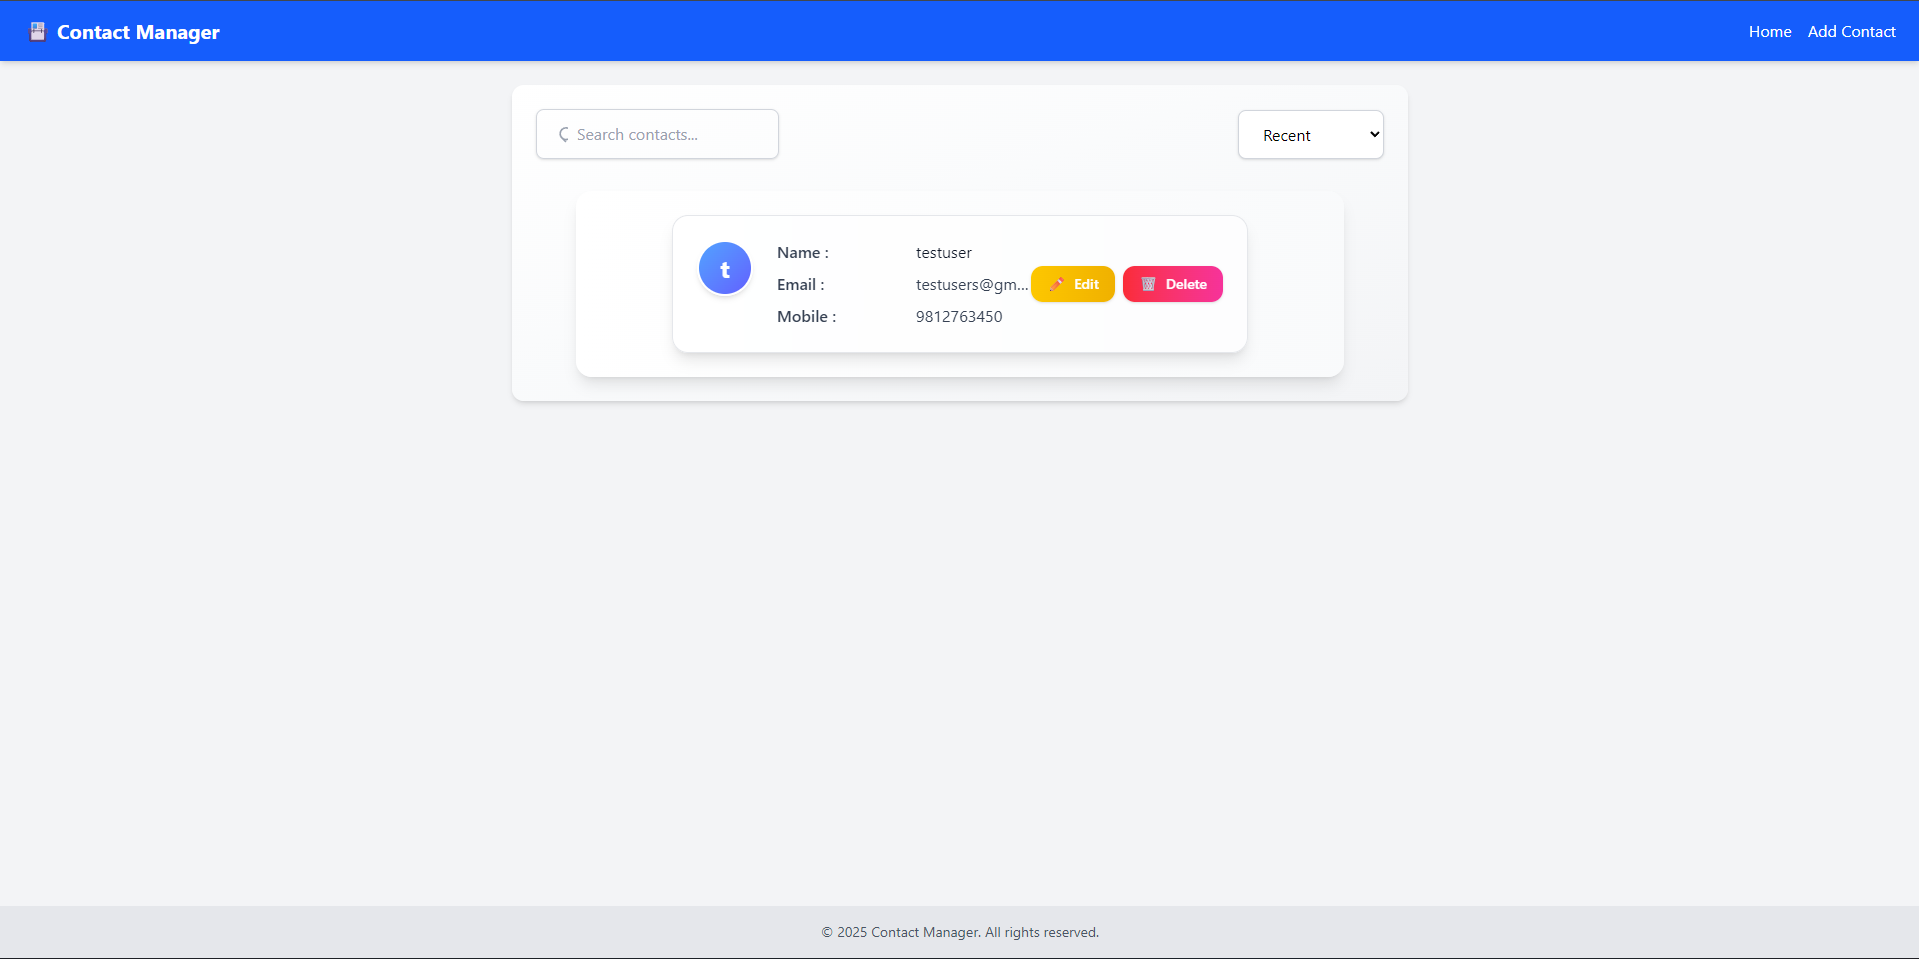 Contact Manager
Home
Add Contact
Search contacts...
Recent
t
Name :
testuser
Email :
testusers@gm...
Edit
Delete
Mobile :
9812763450
© 2025 Contact Manager. All rights reserved.